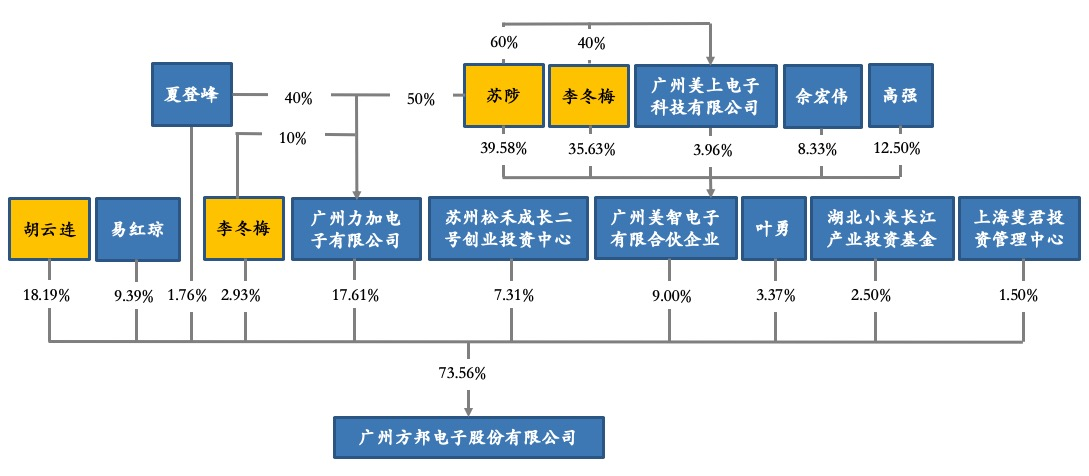 60%
40%
夏登峰
40%
50%
苏陟
李冬梅
广州美上电子
科技有限公司
佘宏伟
高强
10%
39.58%
35.63%
3.96%
8.33%
12.50%
胡云连
易红琼
李冬梅
广州力加电
子有限公司
苏州松禾成长二
号创业投资中心
广州美智电子
有限合伙企业
叶勇
湖北小米长江
产业投资基金
上海斐君投
资管理中心
18.19%
9.39%
1.76%
2.93%
17.61%
7.31%
9.00%
3.37%
2.50%
1.50%
73.56%
广州方邦电子股份有限公司